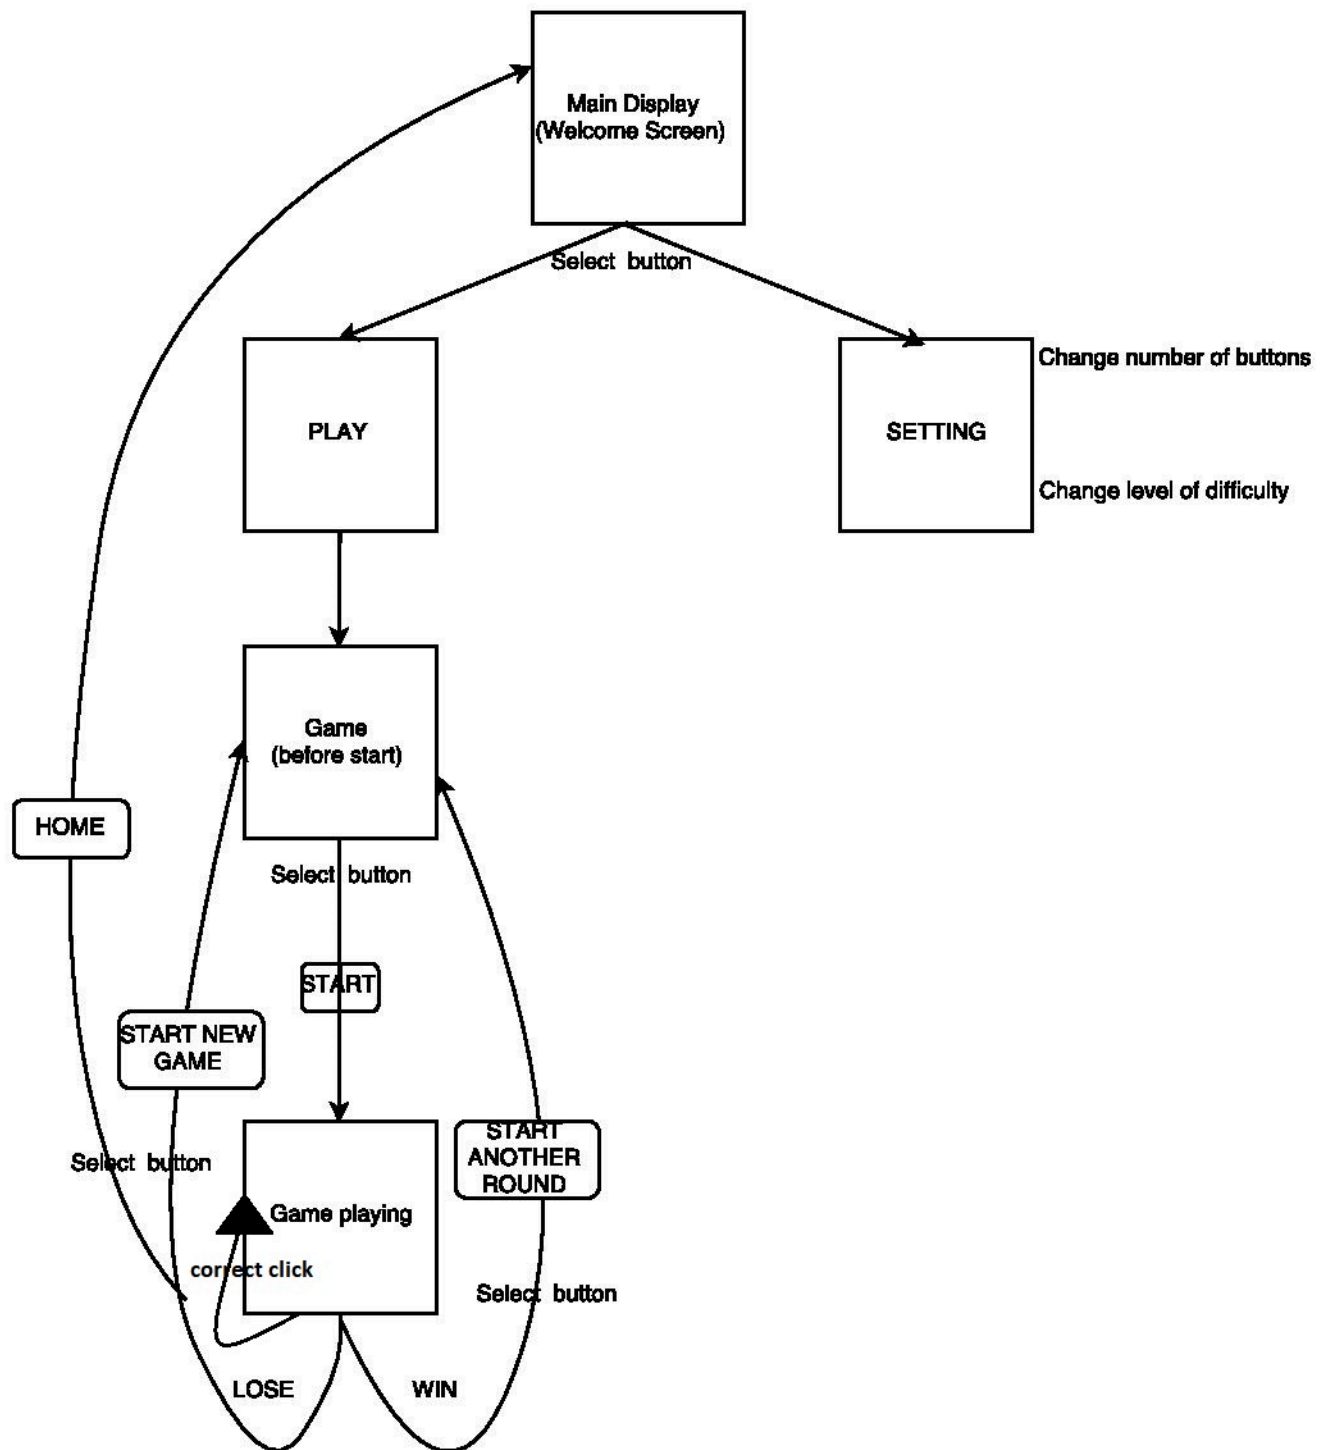 Main Display
(Welcome Screen)
Select button
PLAY
SETTING
Change number of buttons
Change level of difficulty
Game
(before start)
HOME
Select button
START
START NEW
GAME
START
ANOTHER
ROUND
Select button
Game playing
correct click
Select button
LOSE
WIN